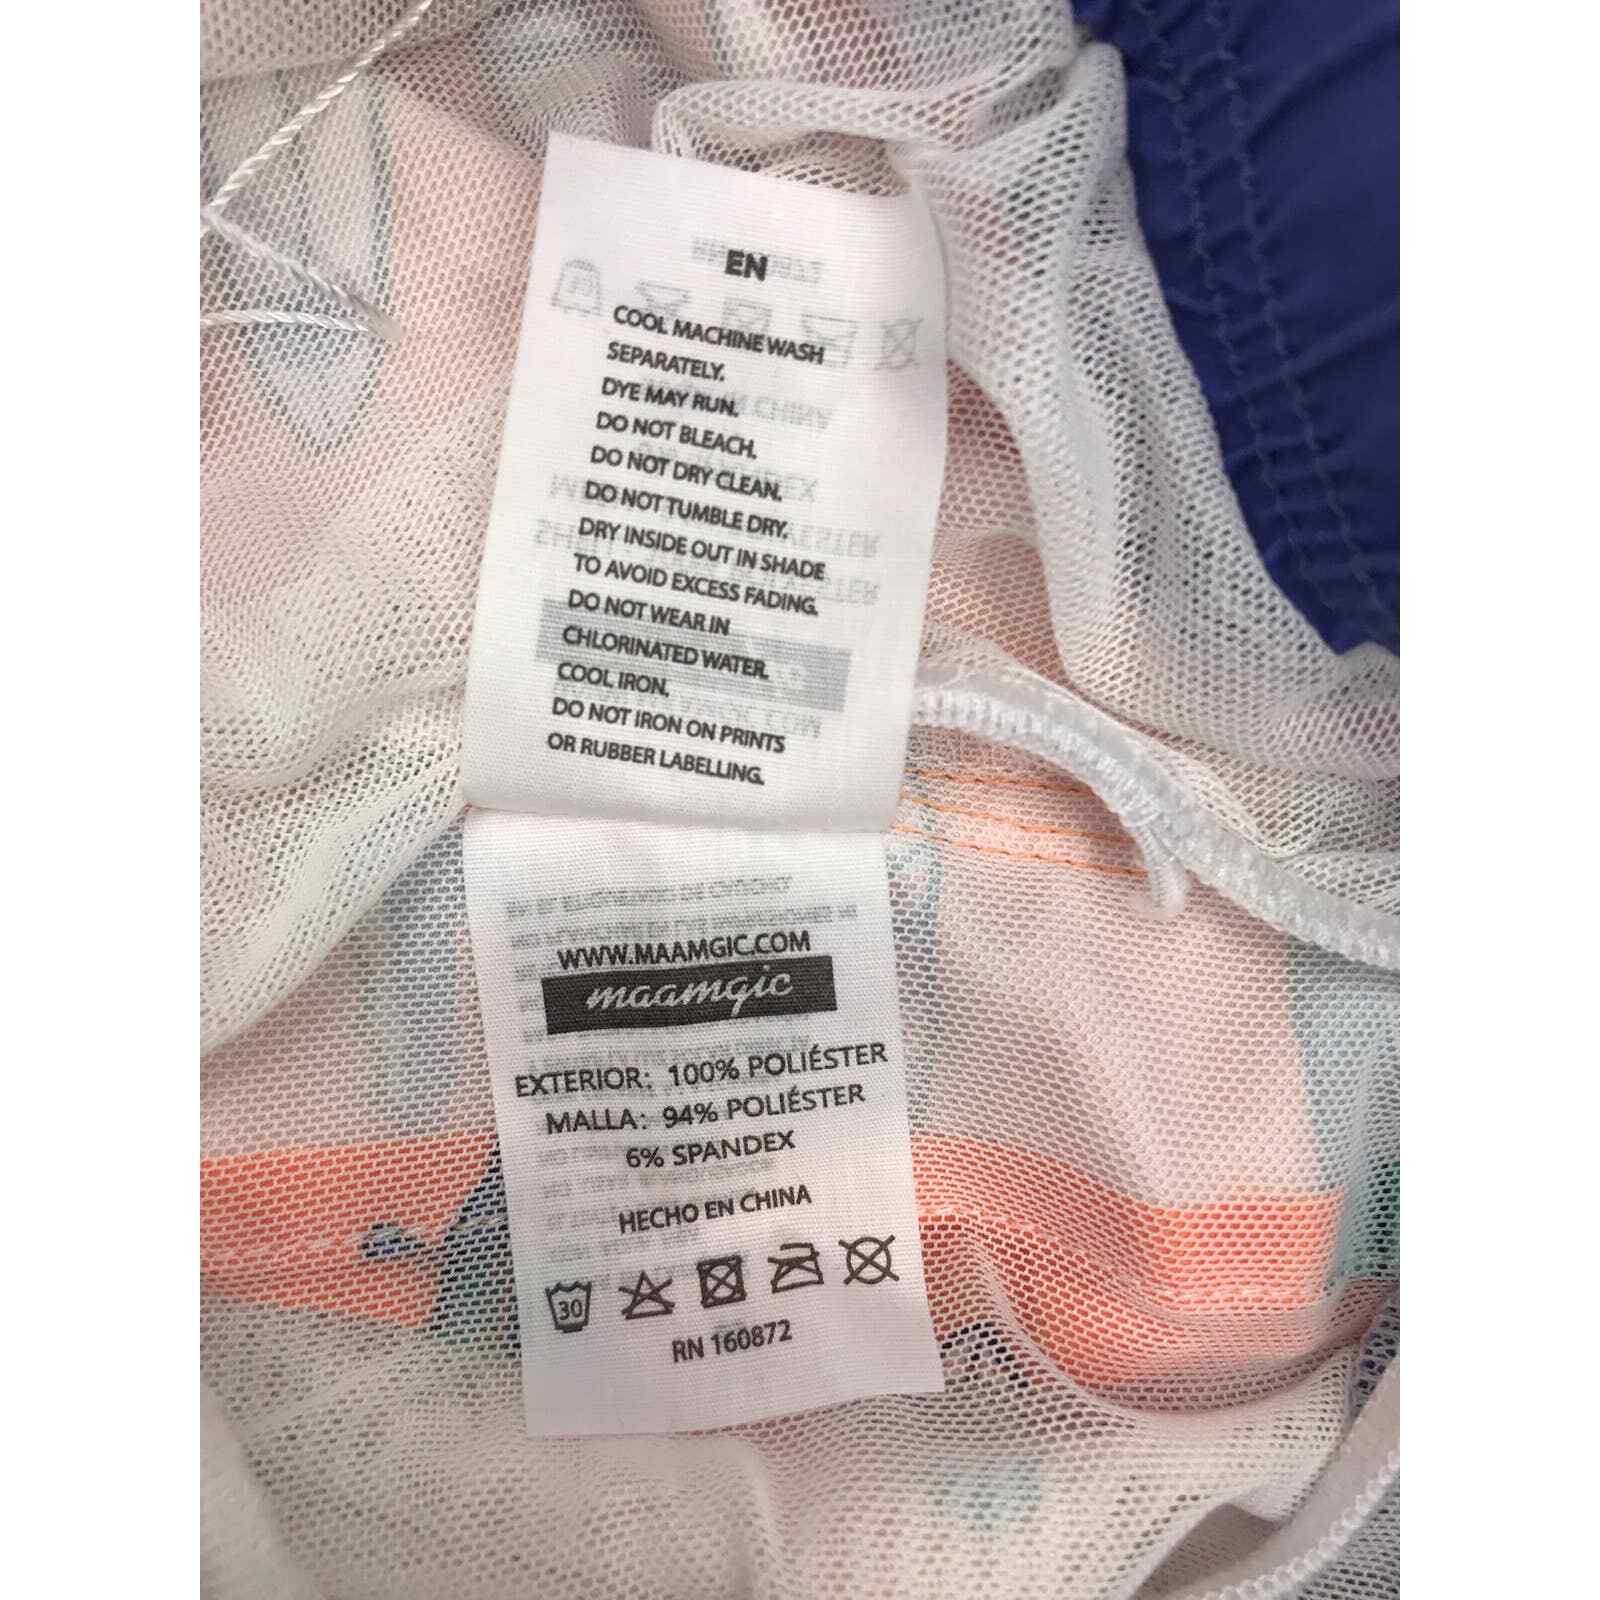 EN
COOL MACHINE WASH
SEPARATELY.
DYE MAY RUN.
DO NOT BLEACH.
DO NOT DRY CLEAN.
DO NOT TUMBLE DRY.
DRY INSIDE OUT IN SHADE
TO AVOID EXCESS FADING.
DO NOT WEAR IN
CHLORINATED WATER.
COOL IRON.
DO NOT IRON ON PRINTS
OR RUBBER LABELLING.
WWW.MAAMGIC.COM
maamgic
EXTERIOR: 100% POLIÉSTER
MALLA: 94% POLIÉSTER
6% SPANDEX
HECHO EN CHINA
30
RN 160872